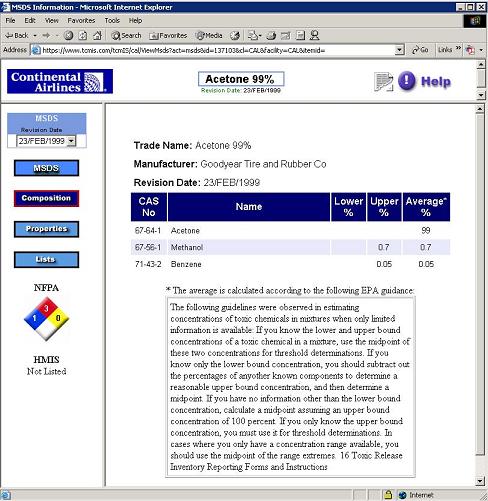 MSDS Information - Microsoft Internet Explorer
File Edit View Favorites Tools Help
Back Search Favorites Media
Address https://www.tcmis.com/tcmIS/cal/ViewMsds?act=msds&id=137103&cl=CAL&facility=CAL&itemid= Go Links »
Continental
Airlines
Acetone 99%
Revision Date: 23/FEB/1999
Help
MSDS
Revision Date
23/FEB/1999
MSDS
Composition
Properties
Lists
NFPA
3
1 0
HMIS
Not Listed
Trade Name: Acetone 99%
Manufacturer: Goodyear Tire and Rubber Co
Revision Date: 23/FEB/1999
CAS No Name Lower % Upper % Average* %
67-64-1 Acetone 99
67-56-1 Methanol 0.7 0.7
71-43-2 Benzene 0.05 0.05
* The average is calculated according to the following EPA guidance:
The following guidelines were observed in estimating
concentrations of toxic chemicals in mixtures when only limited
information is available: If you know the lower and upper bound
concentrations of a toxic chemical in a mixture, use the midpoint of
these two concentrations for threshold determinations. If you
know only the lower bound concentration, you should subtract out
the percentages of anyother known components to determine a
reasonable upper bound concentration, and then determine a
midpoint. If you have no information other than the lower bound
concentration, calculate a midpoint assuming an upper bound
concentration of 100 percent. If you only know the upper bound
concentration, you must use it for threshold determinations. In
cases where you only have a concentration range available, you
should use the midpoint of the range extremes. 16 Toxic Release
Inventory Reporting Forms and Instructions
Internet